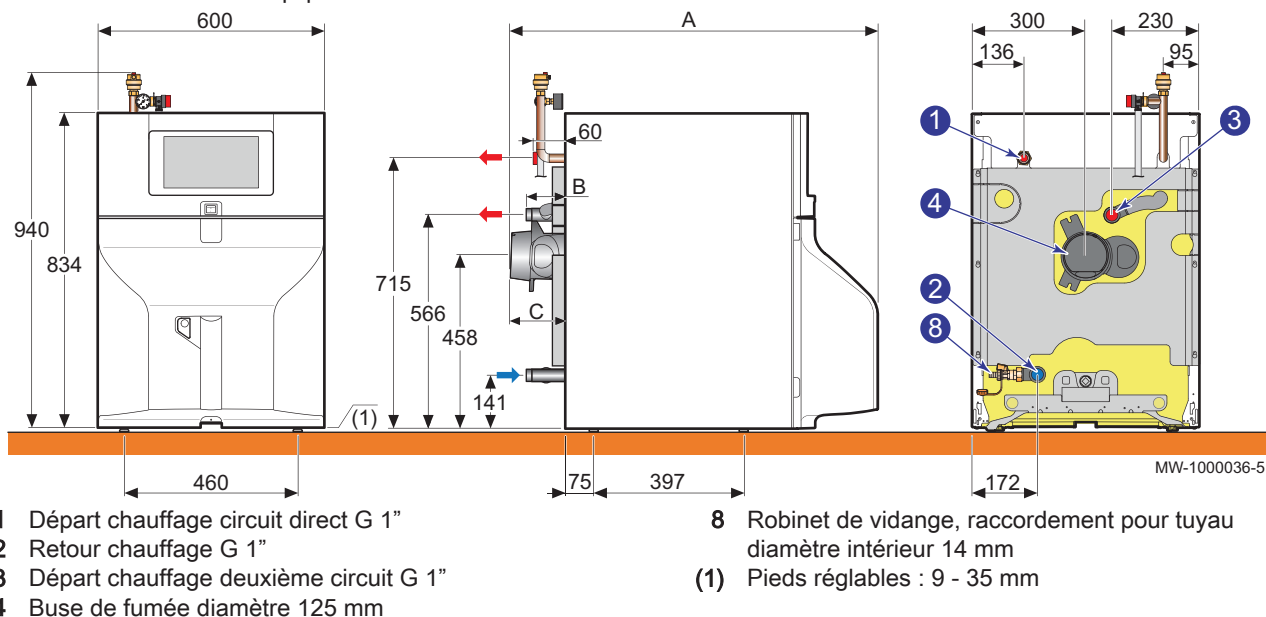 600
A
300
230
136
95
60
1
3
B
4
940
834
715
566
458
2
C
8
141
(1)
MW-1000036-5
460
75
397
172
Départ chauffage circuit direct G 1”
Retour chauffage G 1”
Départ chauffage deuxième circuit G 1”
4 Buse de fumée diamètre 125 mm
8 Robinet de vidange, raccordement pour tuyau
diamètre intérieur 14 mm
(1) Pieds réglables : 9 - 35 mm